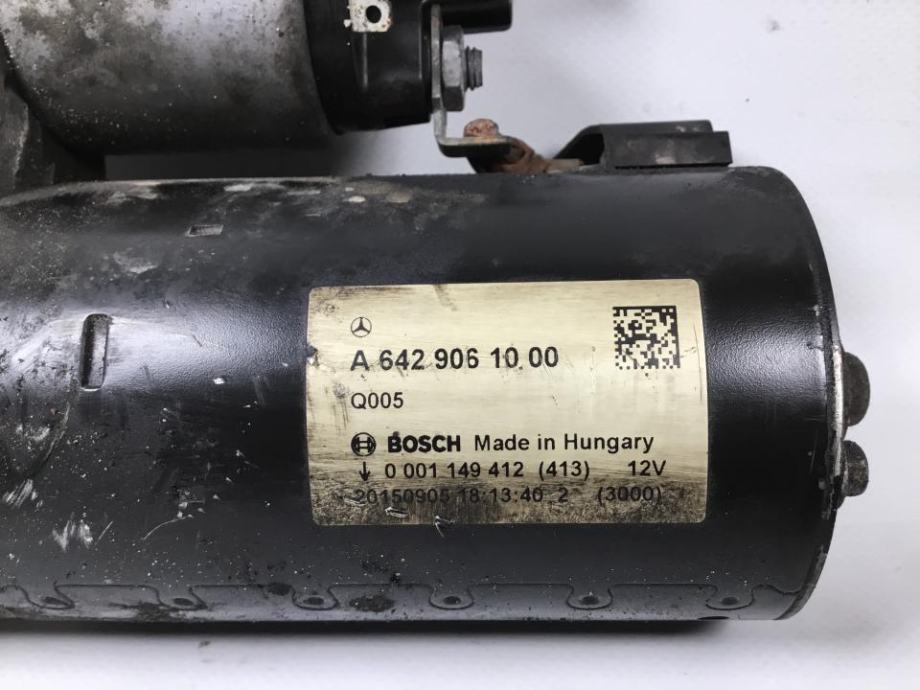 A 642 906 10 00
Q005
BOSCH Made in Hungary
0 001 149 412 (413) 12V
20150905 18:13:40 2 (3000)